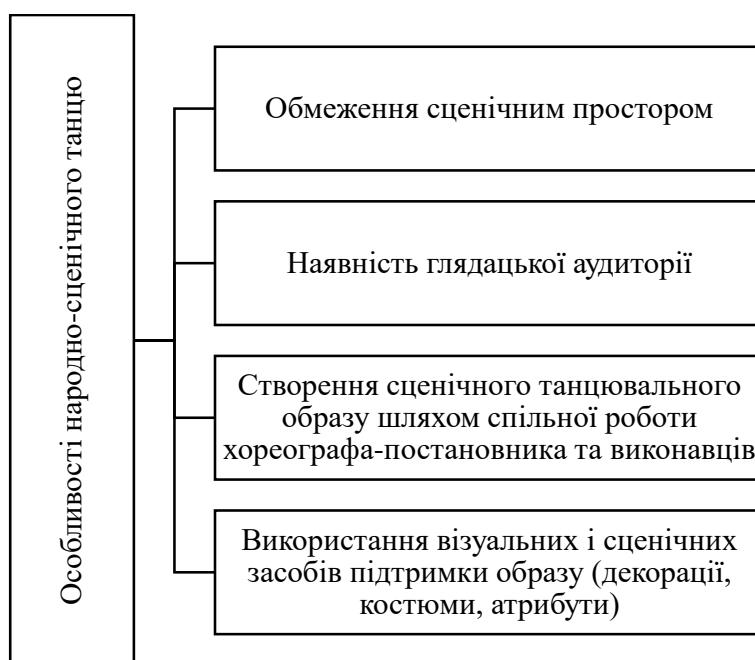 Особливості народно-сценічного танцю
Обмеження сценічним простором
Наявність глядацької аудиторії
Створення сценічного танцювального
образу шляхом спільної роботи
хореографа-постановника та виконавців
Використання візуальних і сценічних
засобів підтримки образу (декорації,
костюми, атрибути)